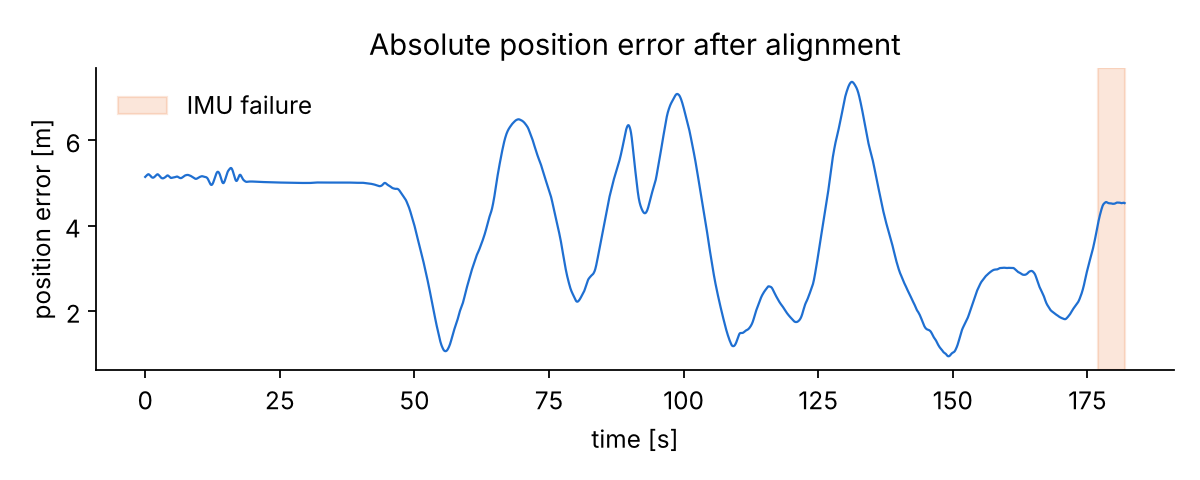 Absolute position error after alignment
IMU failure
position error [m]
6
4
2
0 25 50 75 100 125 150 175
time [s]